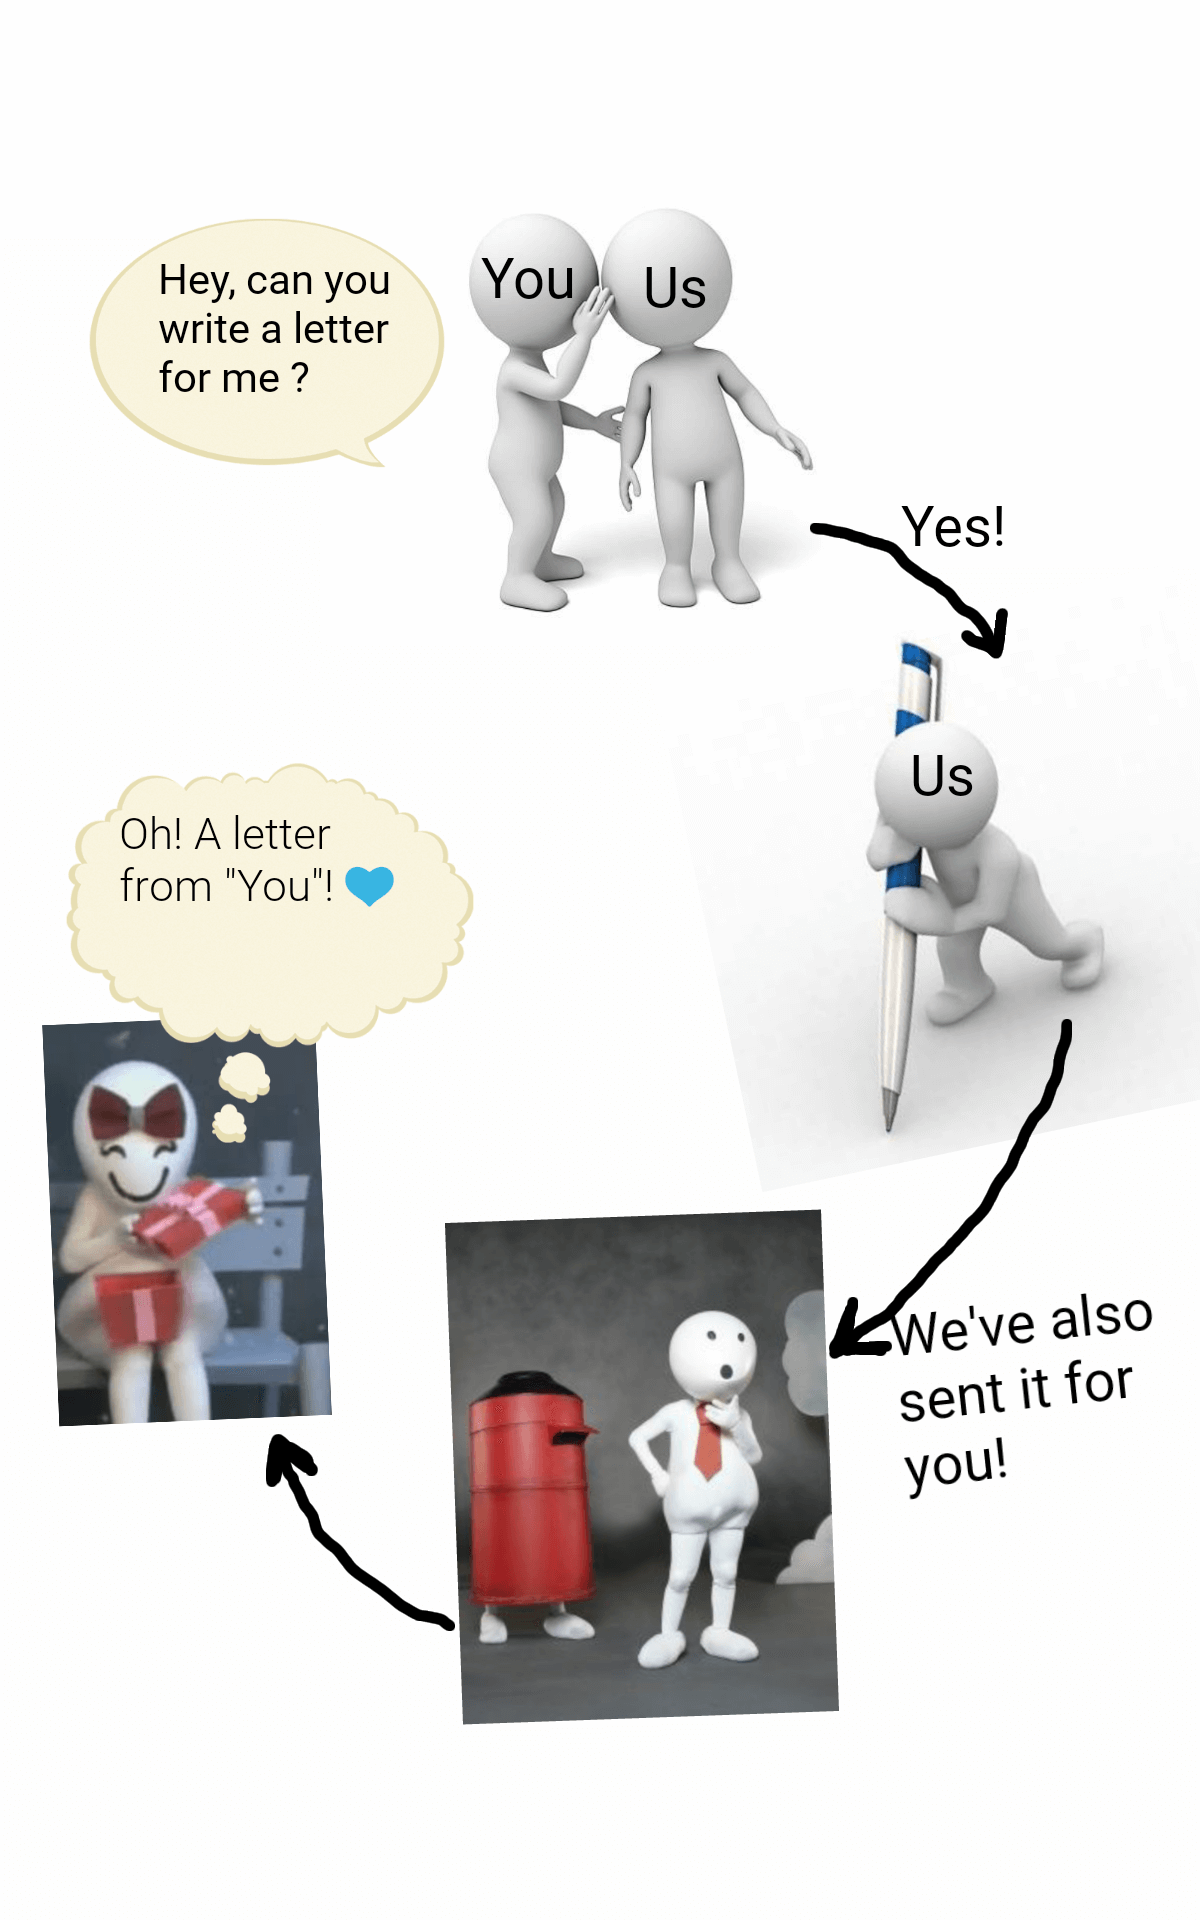 Hey, can you
write a letter
for me ?
You
Us
Yes!
Us
We've also
sent it for
you!
Oh! A letter
from "You"! 💙